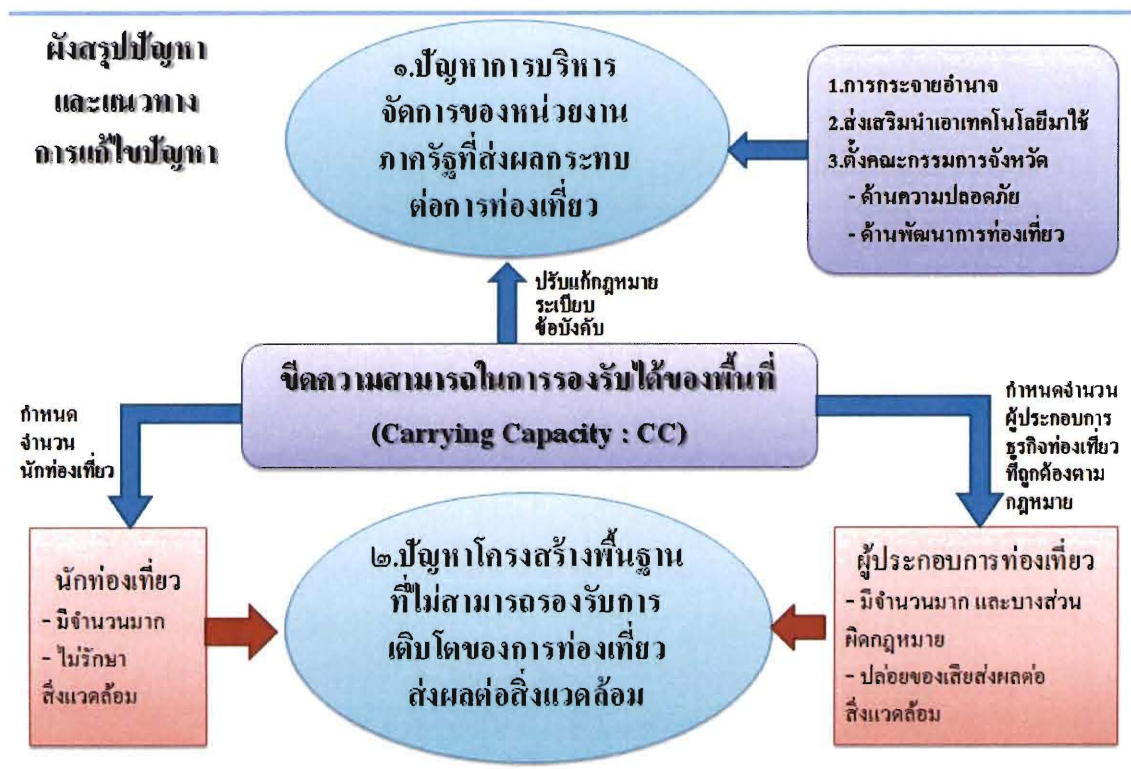 ผังสรุปปัญหา
และแนวทาง
การแก้ไขปัญหา
๑.ปัญหาการบริหาร
จัดการของหน่วยงาน
ภาครัฐที่ส่งผลกระทบ
ต่อการท่องเที่ยว
1.การกระจายอำนาจ
2.ส่งเสริมนำเอาเทคโนโลยีมาใช้
3.ตั้งคณะกรรมการจังหวัด
- ด้านความปลอดภัย
- ด้านพัฒนาการท่องเที่ยว
ปรับแก้กฎหมาย
ระเบียบ
ข้อบังคับ
ขีดความสามารถในการรองรับได้ของพื้นที่
(Carrying Capacity : CC)
กำหนด
จำนวน
นักท่องเที่ยว
กำหนดจำนวน
ผู้ประกอบการ
ธุรกิจท่องเที่ยว
ที่ถูกต้องตาม
กฎหมาย
นักท่องเที่ยว
- มีจำนวนมาก
- ไม่รักษา
สิ่งแวดล้อม
๒.ปัญหาโครงสร้างพื้นฐาน
ที่ไม่สามารถรองรับการ
เติบโตของการท่องเที่ยว
ส่งผลต่อสิ่งแวดล้อม
ผู้ประกอบการท่องเที่ยว
- มีจำนวนมาก และบางส่วน
ผิดกฎหมาย
- ปล่อยของเสียส่งผลต่อ
สิ่งแวดล้อม